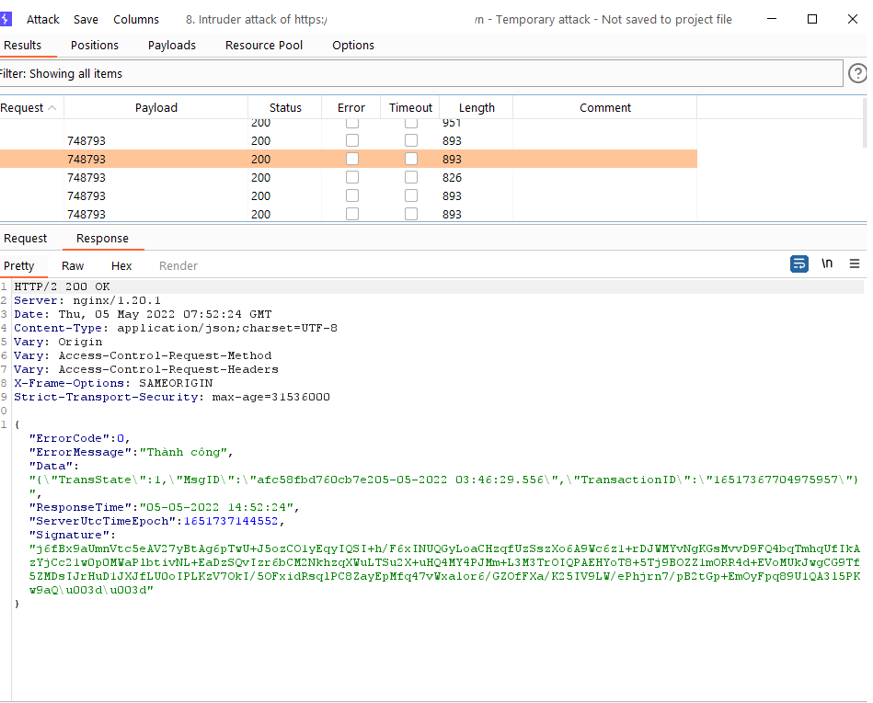 Attack Save Columns 8. Intruder attack of https:/ /n - Temporary attack - Not saved to project file
Results Positions Payloads Resource Pool Options
Filter: Showing all items
Request Payload Status Error Timeout Length Comment
200 951
748793 200 893
748793 200 893
748793 200 826
748793 200 893
748793 200 893
Request Response
Pretty Raw Hex Render \n
1 HTTP/2 200 OK
2 Server: nginx/1.20.1
3 Date: Thu, 05 May 2022 07:52:24 GMT
4 Content-Type: application/json;charset=UTF-8
5 Vary: Origin
6 Vary: Access-Control-Request-Method
7 Vary: Access-Control-Request-Headers
8 X-Frame-Options: SAMEORIGIN
9 Strict-Transport-Security: max-age=31536000
0
1 {
"ErrorCode":0,
"ErrorMessage":"Thành công",
"Data":
"{\"TransState\":1,\"MsgID\":\"afc58fbd760cb7e205-05-2022 03:46:29.556\",\"TransactionID\":\"16517367704975957\"}
",
"ResponseTime":"05-05-2022 14:52:24",
"ServerUtcTimeEpoch":1651737144552,
"Signature":
"j6fBx9aUmnVtc5eAV27yBtAg6pTwU+J5ozCO1yEqyIQSI+h/F6xINUQGyLoaCHzqfUzSszXo6A9Wc6z1+rDJWMYvNgKGsMvvD9FQ4bqTmhqUfIkA
zYjCc21wOp0MWaP1btivNL+EaDzSQvIzr6bCM2NkhzqXWuLTSu2X+uHQ4MY4PJMm+L3M3TrOIQPAEHYoT8+5Tj9BOZZ1mORR4d+EVoMUkJwgCG9Tf
5ZMDsIJrHuD1JXJfLU0oIPLKzV7OkI/5OFxidRsq1PC8ZayEpMfq47vWxalor6/GZOfFXa/K25IV9LW/ePhjrn7/pB2tGp+EmOyFpq89U1QA315PK
w9aQ\u003d\u003d"
}